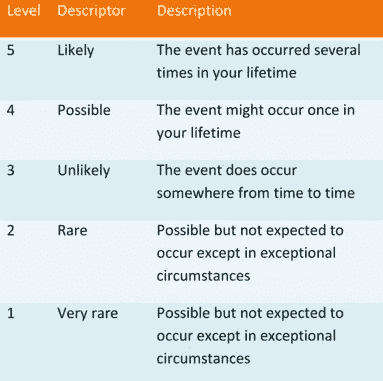 Level Descriptor Description
5 Likely The event has occurred several
times in your lifetime
4 Possible The event might occur once in
your lifetime
3 Unlikely The event does occur
somewhere from time to time
2 Rare Possible but not expected to
occur except in exceptional
circumstances
1 Very rare Possible but not expected to
occur except in exceptional
circumstances